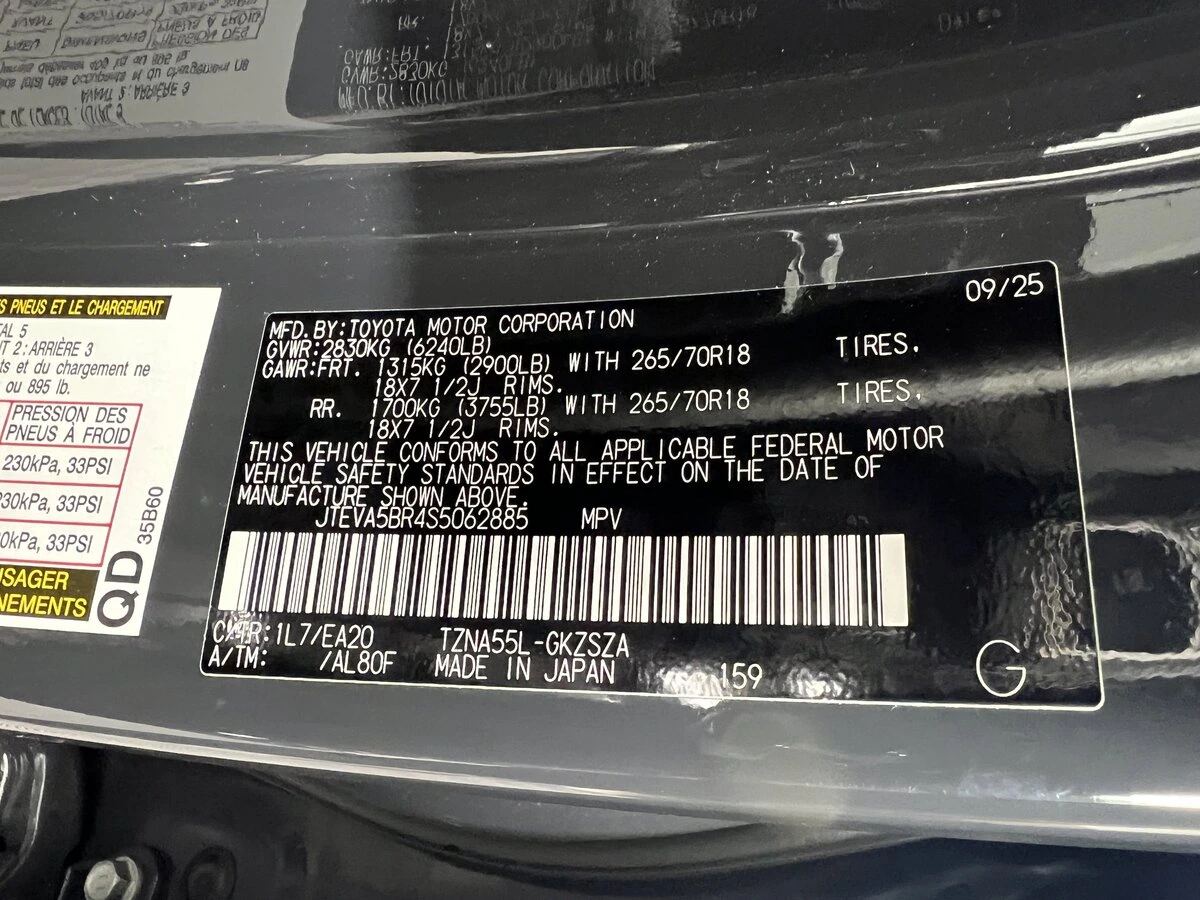 S PNEUS ET LE CHARGEMENT
TAL 5
T 2 : ARRIÈRE 3
ts et du chargement ne
ou 895 lb.
PRESSION DES
PNEUS À FROID
230kPa, 33PSI
230kPa, 33PSI
0kPa, 33PSI
USAGER
NEMENTS
QD
35B60
09/25
MFD. BY:TOYOTA MOTOR CORPORATION
GVWR:2830KG (6240LB)
GAWR:FRT. 1315KG (2900LB) WITH 265/70R18 TIRES,
18X7 1/2J RIMS.
RR. 1700KG (3755LB) WITH 265/70R18 TIRES,
18X7 1/2J RIMS.
THIS VEHICLE CONFORMS TO ALL APPLICABLE FEDERAL MOTOR
VEHICLE SAFETY STANDARDS IN EFFECT ON THE DATE OF
MANUFACTURE SHOWN ABOVE.
JTEVA5BR4S5062885 MPV
C/TR:1L7/EA20 TZNA55L-GKZSZA
A/TM: /AL80F MADE IN JAPAN 159
G